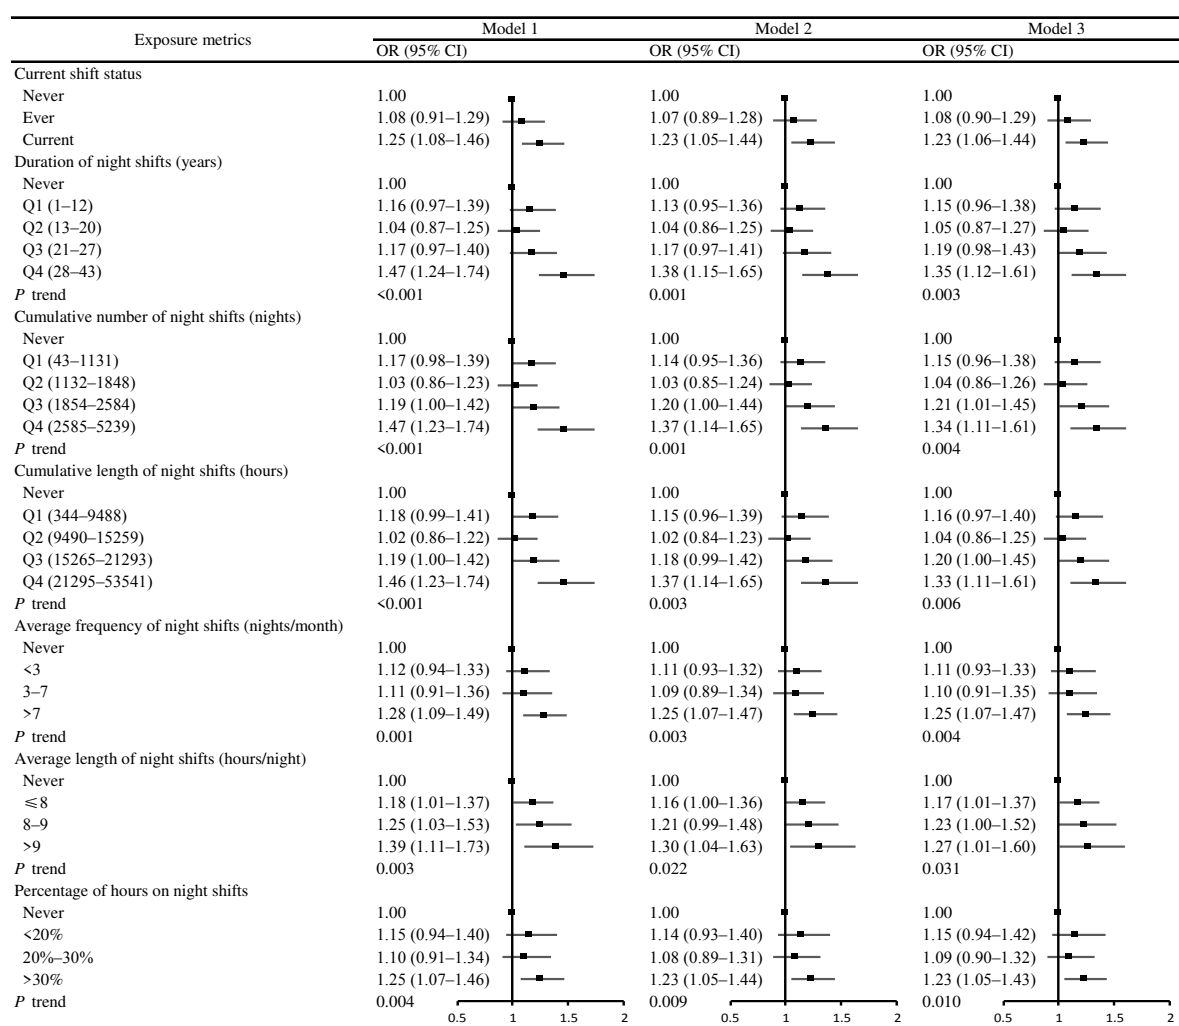 Exposure metrics Model 1 Model 2 Model 3
OR (95% CI) OR (95% CI) OR (95% CI)
Current shift status
Never 1.00 1.00 1.00
Ever 1.08 (0.91–1.29) 1.07 (0.89–1.28) 1.08 (0.90–1.29)
Current 1.25 (1.08–1.46) 1.23 (1.05–1.44) 1.23 (1.06–1.44)
Duration of night shifts (years)
Never 1.00 1.00 1.00
Q1 (1–12) 1.16 (0.97–1.39) 1.13 (0.95–1.36) 1.15 (0.96–1.38)
Q2 (13–20) 1.04 (0.87–1.25) 1.04 (0.86–1.25) 1.05 (0.87–1.27)
Q3 (21–27) 1.17 (0.97–1.40) 1.17 (0.97–1.41) 1.19 (0.98–1.43)
Q4 (28–43) 1.47 (1.24–1.74) 1.38 (1.15–1.65) 1.35 (1.12–1.61)
P trend <0.001 0.001 0.003
Cumulative number of night shifts (nights)
Never 1.00 1.00 1.00
Q1 (43–1131) 1.17 (0.98–1.39) 1.14 (0.95–1.36) 1.15 (0.96–1.38)
Q2 (1132–1848) 1.03 (0.86–1.23) 1.03 (0.85–1.24) 1.04 (0.86–1.26)
Q3 (1854–2584) 1.19 (1.00–1.42) 1.20 (1.00–1.44) 1.21 (1.01–1.45)
Q4 (2585–5239) 1.47 (1.23–1.74) 1.37 (1.14–1.65) 1.34 (1.11–1.61)
P trend <0.001 0.001 0.004
Cumulative length of night shifts (hours)
Never 1.00 1.00 1.00
Q1 (344–9488) 1.18 (0.99–1.41) 1.15 (0.96–1.39) 1.16 (0.97–1.40)
Q2 (9490–15259) 1.02 (0.86–1.22) 1.02 (0.84–1.23) 1.04 (0.86–1.25)
Q3 (15265–21293) 1.19 (1.00–1.42) 1.18 (0.99–1.42) 1.20 (1.00–1.45)
Q4 (21295–53541) 1.46 (1.23–1.74) 1.37 (1.14–1.65) 1.33 (1.11–1.61)
P trend <0.001 0.003 0.006
Average frequency of night shifts (nights/month)
Never 1.00 1.00 1.00
<3 1.12 (0.94–1.33) 1.11 (0.93–1.32) 1.11 (0.93–1.33)
3–7 1.11 (0.91–1.36) 1.09 (0.89–1.34) 1.10 (0.91–1.35)
>7 1.28 (1.09–1.49) 1.25 (1.07–1.47) 1.25 (1.07–1.47)
P trend 0.001 0.003 0.004
Average length of night shifts (hours/night)
Never 1.00 1.00 1.00
⩽8 1.18 (1.01–1.37) 1.16 (1.00–1.36) 1.17 (1.01–1.37)
8–9 1.25 (1.03–1.53) 1.21 (0.99–1.48) 1.23 (1.00–1.52)
>9 1.39 (1.11–1.73) 1.30 (1.04–1.63) 1.27 (1.01–1.60)
P trend 0.003 0.022 0.031
Percentage of hours on night shifts
Never 1.00 1.00 1.00
<20% 1.15 (0.94–1.40) 1.14 (0.93–1.40) 1.15 (0.94–1.42)
20%–30% 1.10 (0.91–1.34) 1.08 (0.89–1.31) 1.09 (0.90–1.32)
>30% 1.25 (1.07–1.46) 1.23 (1.05–1.44) 1.23 (1.05–1.43)
P trend 0.004 0.009 0.010
0.5 1 1.5 2 0.5 1 1.5 2 0.5 1 1.5 2